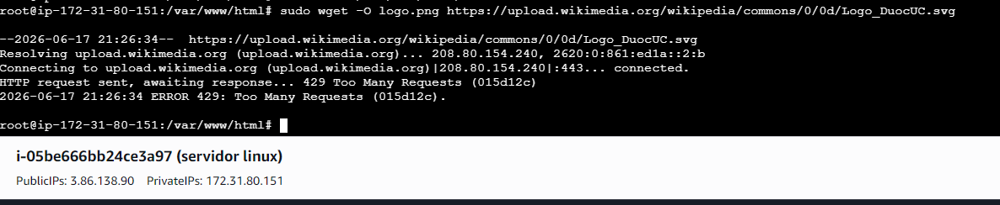 root@ip-172-31-80-151:/var/www/html# sudo wget -O logo.png https://upload.wikimedia.org/wikipedia/commons/0/0d/Logo_DuocUC.svg
--2026-06-17 21:26:34--  https://upload.wikimedia.org/wikipedia/commons/0/0d/Logo_DuocUC.svg
Resolving upload.wikimedia.org (upload.wikimedia.org)... 208.80.154.240, 2620:0:861:ed1a::2:b
Connecting to upload.wikimedia.org (upload.wikimedia.org)|208.80.154.240|:443... connected.
HTTP request sent, awaiting response... 429 Too Many Requests (015d12c)
2026-06-17 21:26:34 ERROR 429: Too Many Requests (015d12c).
root@ip-172-31-80-151:/var/www/html#
i-05be666bb24ce3a97 (servidor linux)
PublicIPs: 3.86.138.90    PrivateIPs: 172.31.80.151